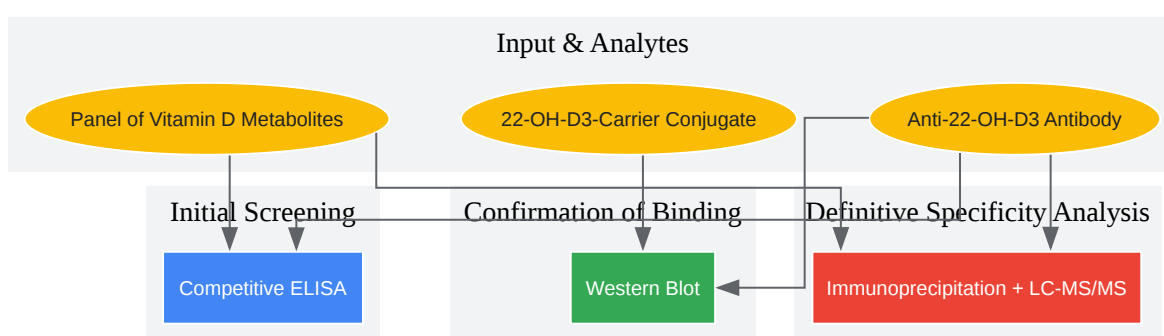 Input & Analytes
Panel of Vitamin D Metabolites
22-OH-D3-Carrier Conjugate
Anti-22-OH-D3 Antibody
Initial Screening
Confirmation of Binding
Definitive Specificity Analysis
Competitive ELISA
Western Blot
Immunoprecipitation + LC-MS/MS